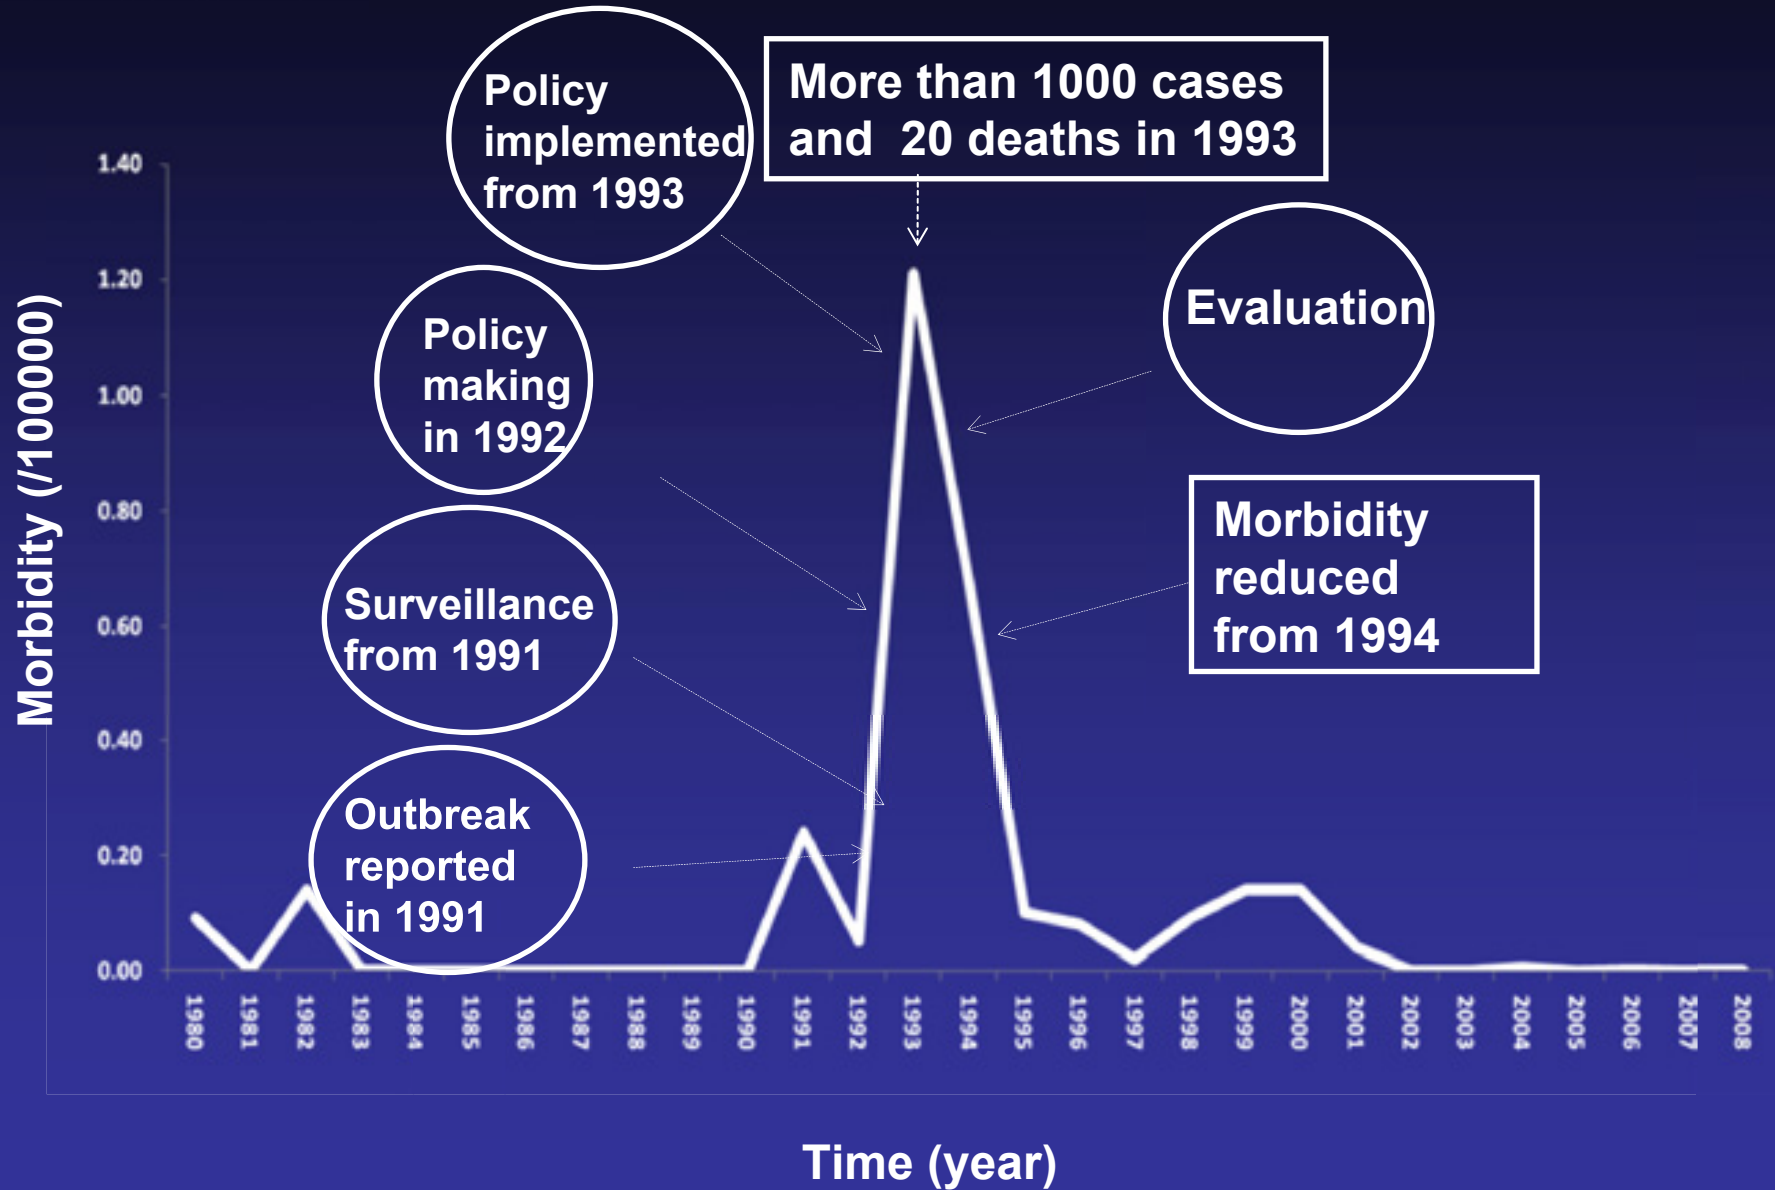 Policy
implemented
from 1993
More than 1000 cases
and  20 deaths in 1993
Evaluation
Policy
making
in 1992
Morbidity
reduced
from 1994
Surveillance
from 1991
Outbreak
reported
in 1991
Morbidity (/100000)
1.40
1.20
1.00
0.80
0.60
0.40
0.20
0.00
1980
1981
1982
1983
1984
1985
1986
1987
1988
1989
1990
1991
1992
1993
1994
1995
1996
1997
1998
1999
2000
2001
2002
2003
2004
2005
2006
2007
2008
Time (year)